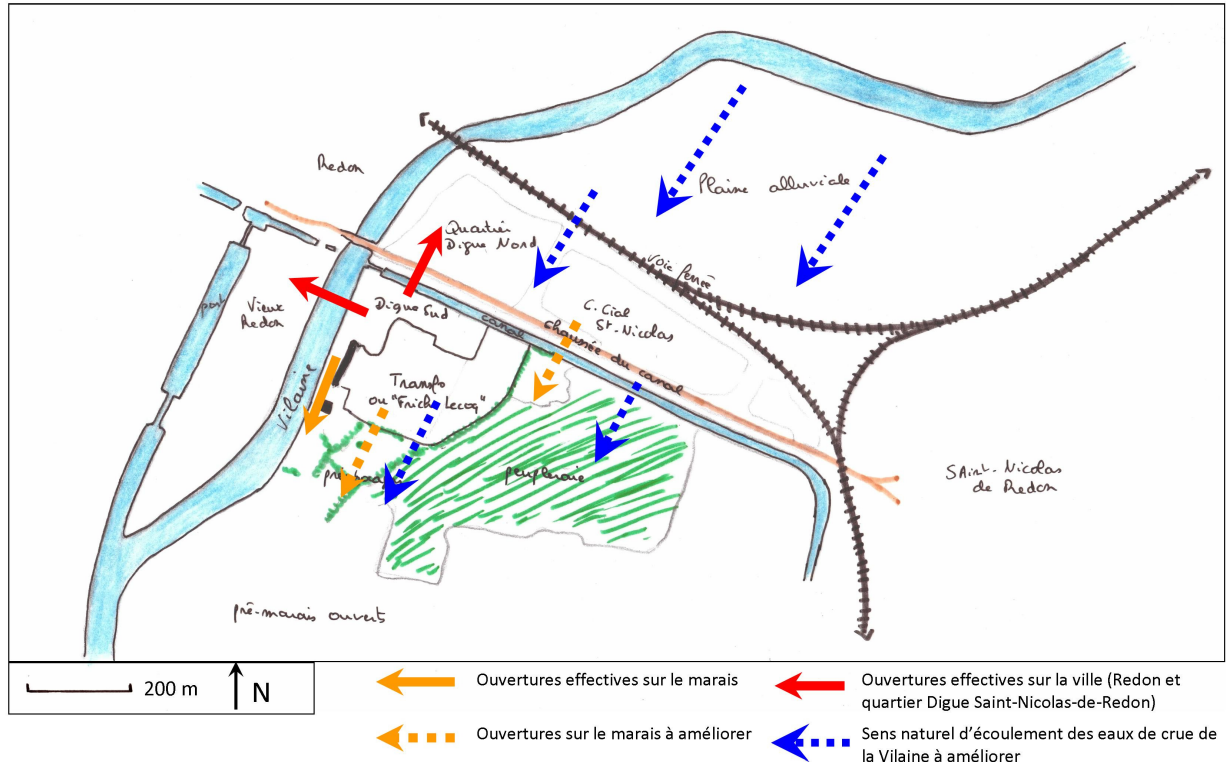 Redon
Plaine alluviale
Quartier
Digue Nord
Voie Ferrée
port
Vieux
Redon
Digue Sud
canal
C. Cial
St-Nicolas
chaussée du canal
Vilaine
Transfo
ou "Friche Lecoq"
peupleraie
SAint-Nicolas
de Redon
pré-marais ouverts
200 m
N
Ouvertures effectives sur le marais
Ouvertures effectives sur la ville (Redon et
quartier Digue Saint-Nicolas-de-Redon)
Ouvertures sur le marais à améliorer
Sens naturel d'écoulement des eaux de crue de
la Vilaine à améliorer